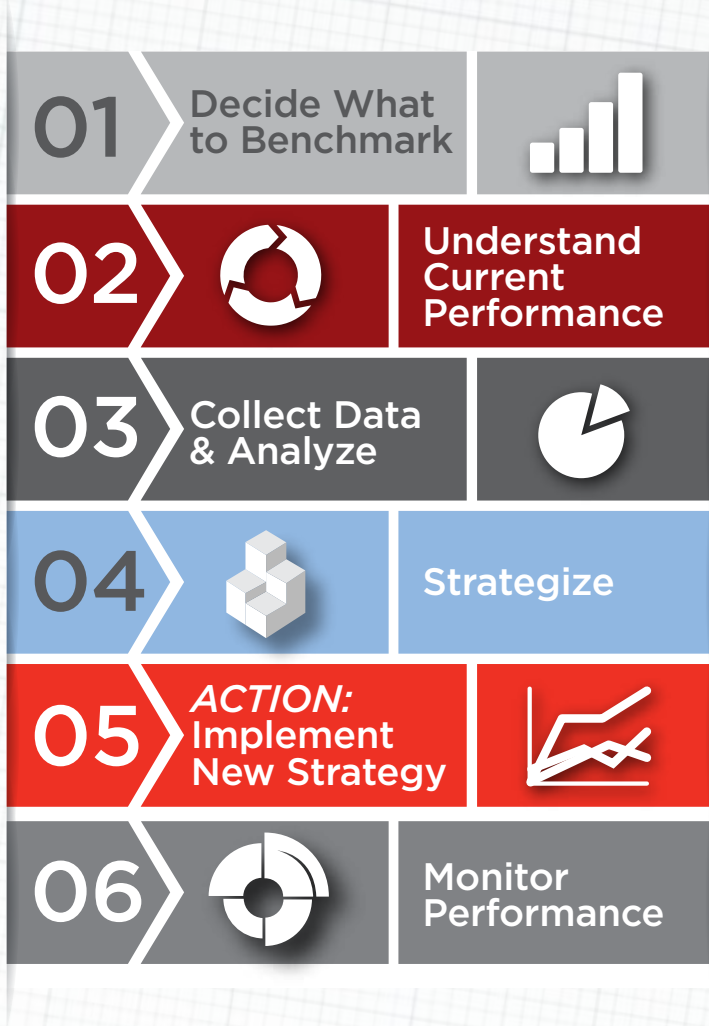 01
Decide What
to Benchmark
02
Understand
Current
Performance
03
Collect Data
& Analyze
04
Strategize
05
ACTION:
Implement
New Strategy
06
Monitor
Performance